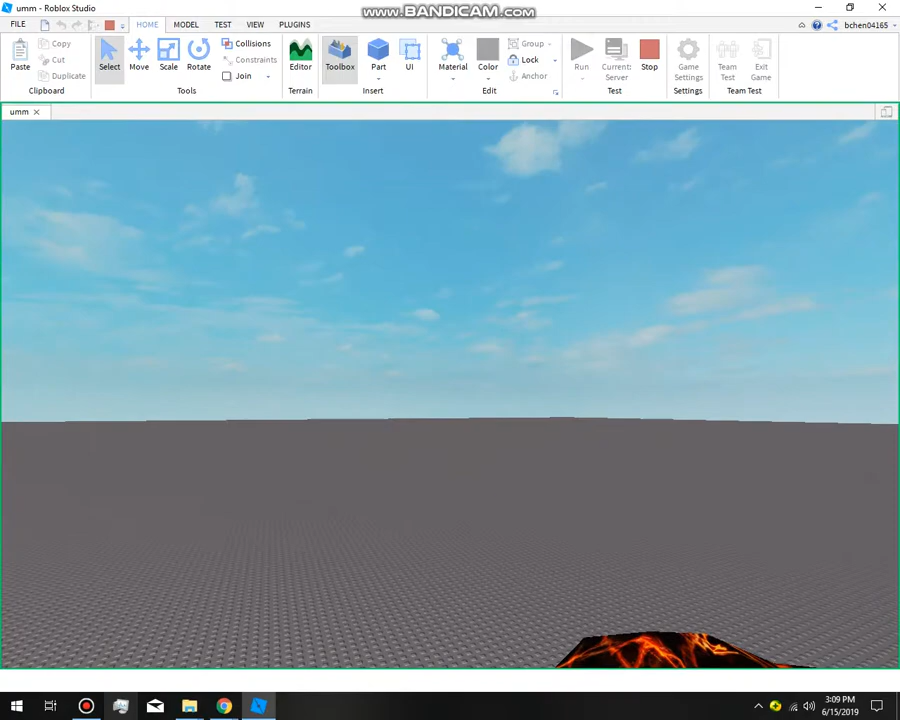 umm - Roblox Studio
www.BANDICAM.com
FILE HOME MODEL TEST VIEW PLUGINS bchen04165
Paste Copy Cut Duplicate
Select Move Scale Rotate
Collisions Constraints Join
Editor Toolbox Part UI
Material Color Group Lock Anchor
Run Current: Server Stop
Game Settings Team Test Exit Game
Clipboard Tools Terrain Insert Edit Test Settings Team Test
umm
3:09 PM
6/15/2019